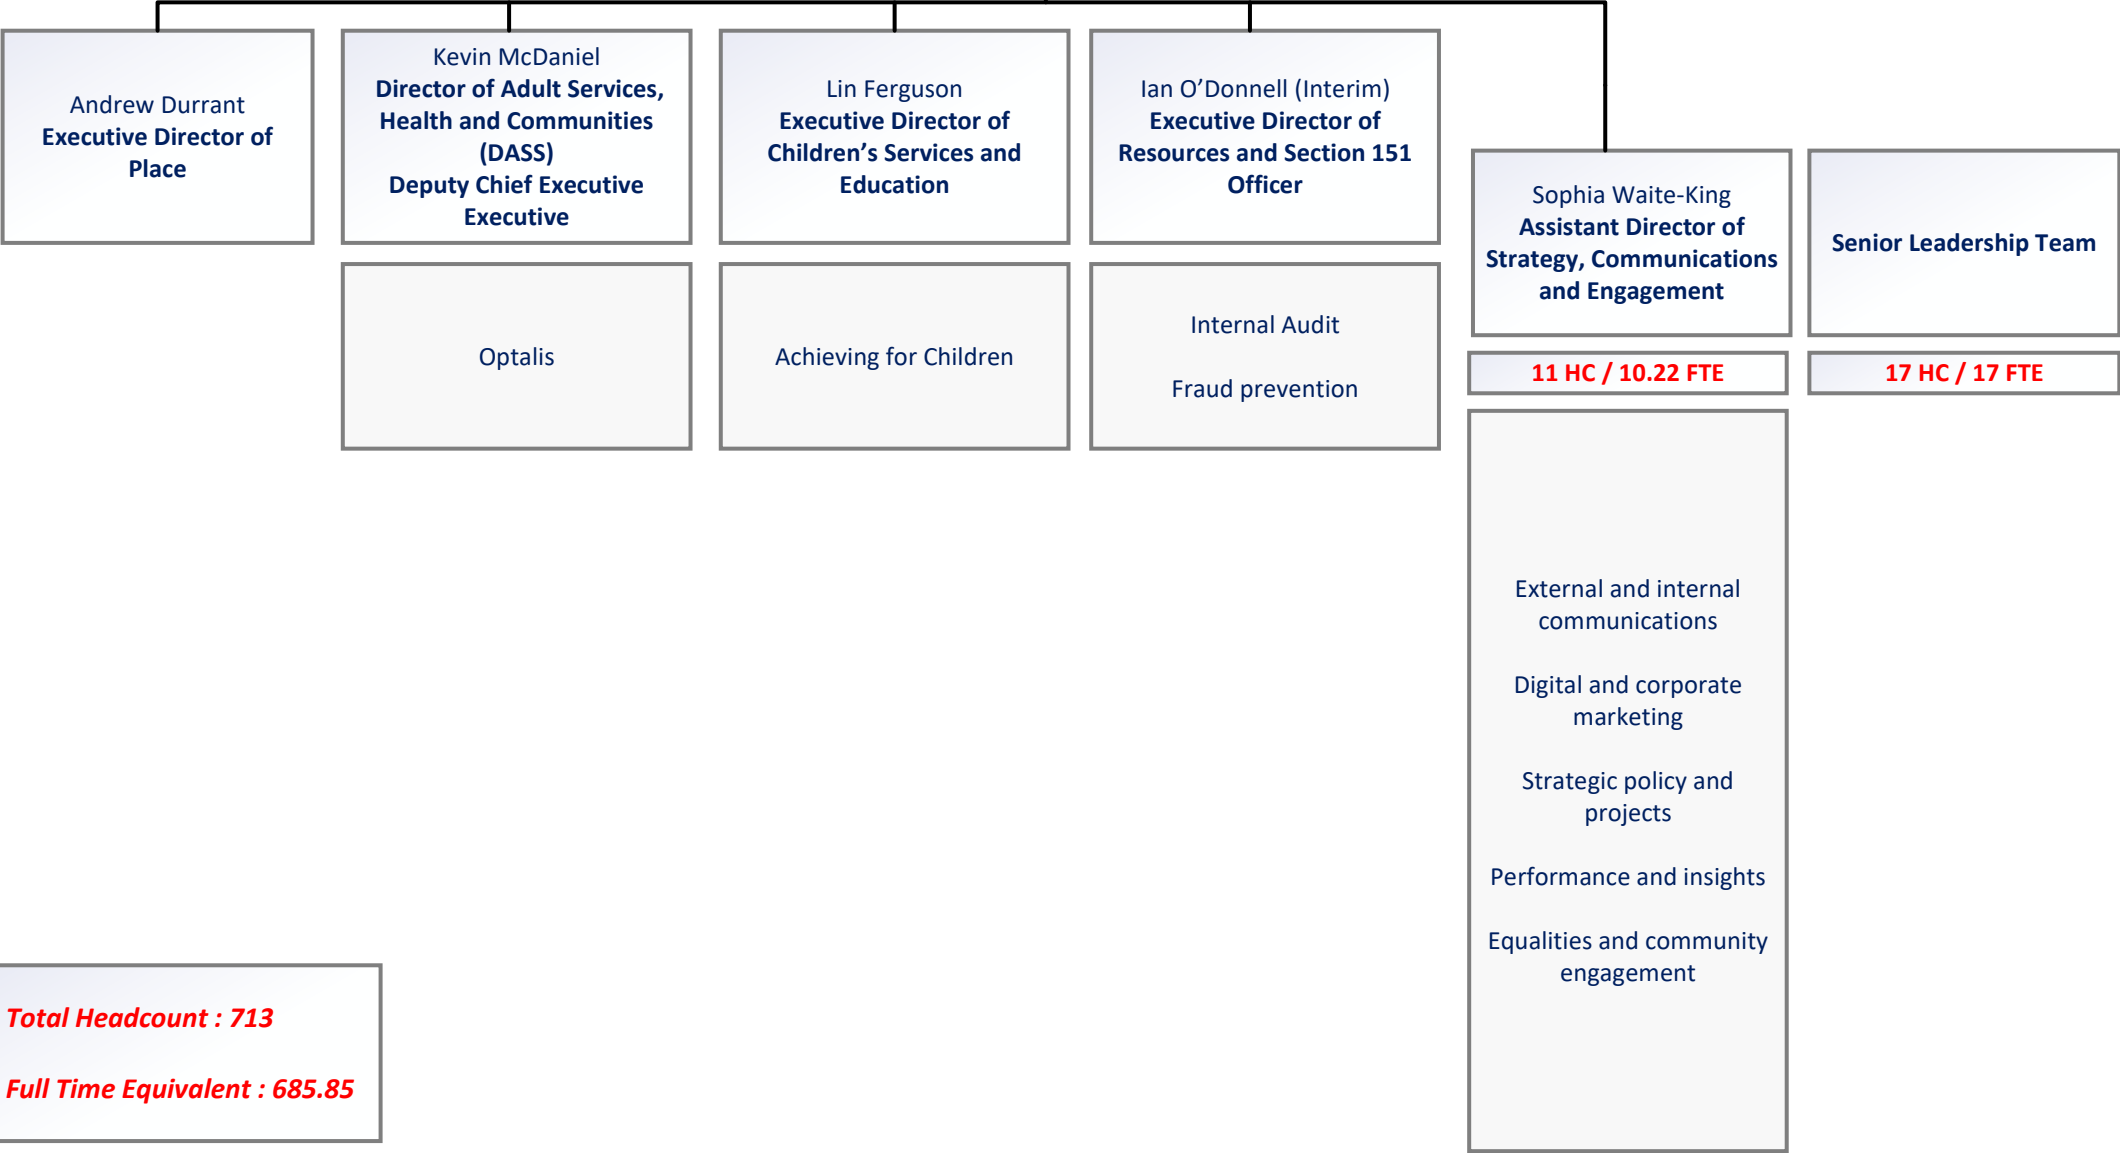 Andrew Durrant
Executive Director of
Place
Kevin McDaniel
Director of Adult Services,
Health and Communities
(DASS)
Deputy Chief Executive
Executive
Lin Ferguson
Executive Director of
Children’s Services and
Education
Ian O’Donnell (Interim)
Executive Director of
Resources and Section 151
Officer
Sophia Waite-King
Assistant Director of
Strategy, Communications
and Engagement
Senior Leadership Team
Optalis
Achieving for Children
Internal Audit
Fraud prevention
11 HC / 10.22 FTE
17 HC / 17 FTE
External and internal
communications
Digital and corporate
marketing
Strategic policy and
projects
Performance and insights
Equalities and community
engagement
Total Headcount : 713
Full Time Equivalent : 685.85